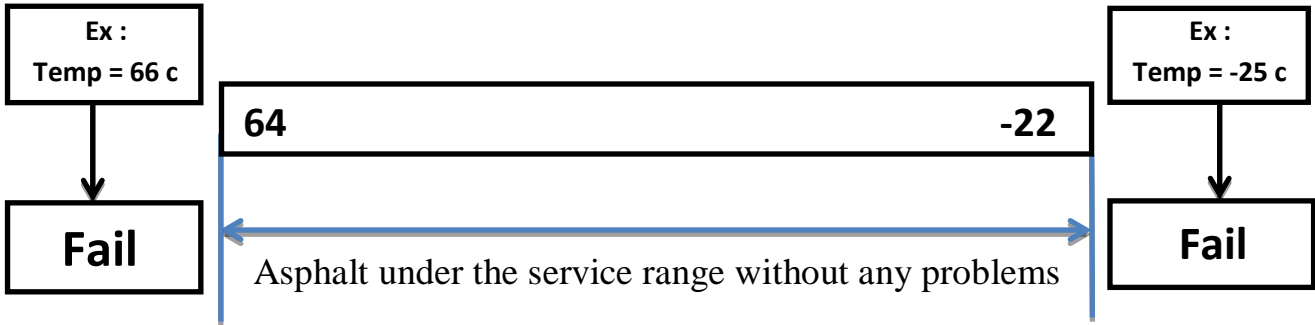 Ex :
Temp = 66 c
Ex :
Temp = -25 c
64 -22
Fail
Fail
Asphalt under the service range without any problems